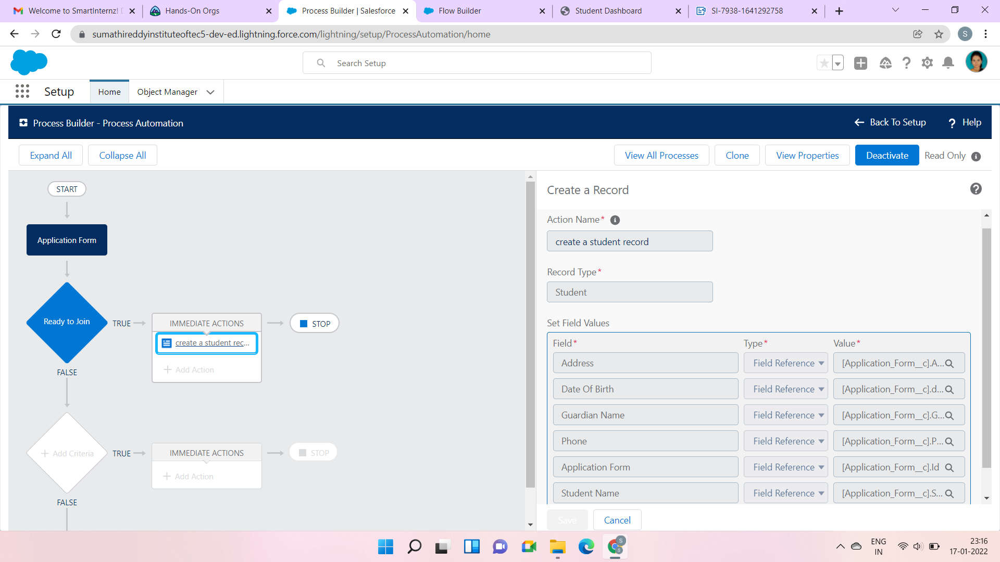 Welcome to SmartInternz!
Hands-On Orgs
Process Builder | Salesforce
Flow Builder
Student Dashboard
SI-7938-1641292758
sumathireddyinstituteoftec5-dev-ed.lightning.force.com/lightning/setup/ProcessAutomation/home
S
Search Setup
Setup
Home
Object Manager
Process Builder - Process Automation
Back To Setup
? Help
Expand All
Collapse All
View All Processes
Clone
View Properties
Deactivate
Read Only
START
Application Form
Ready to Join
TRUE
IMMEDIATE ACTIONS
create a student rec...
+ Add Action
STOP
FALSE
+ Add Criteria
TRUE
IMMEDIATE ACTIONS
+ Add Action
STOP
FALSE
Create a Record
Action Name*
create a student record
Record Type*
Student
Set Field Values
Field* Type* Value*
Address Field Reference [Application_Form__c].A...
Date Of Birth Field Reference [Application_Form__c].d...
Guardian Name Field Reference [Application_Form__c].G...
Phone Field Reference [Application_Form__c].P...
Application Form Field Reference [Application_Form__c].Id
Student Name Field Reference [Application_Form__c].S...
Save
Cancel
ENG
IN
23:16
17-01-2022